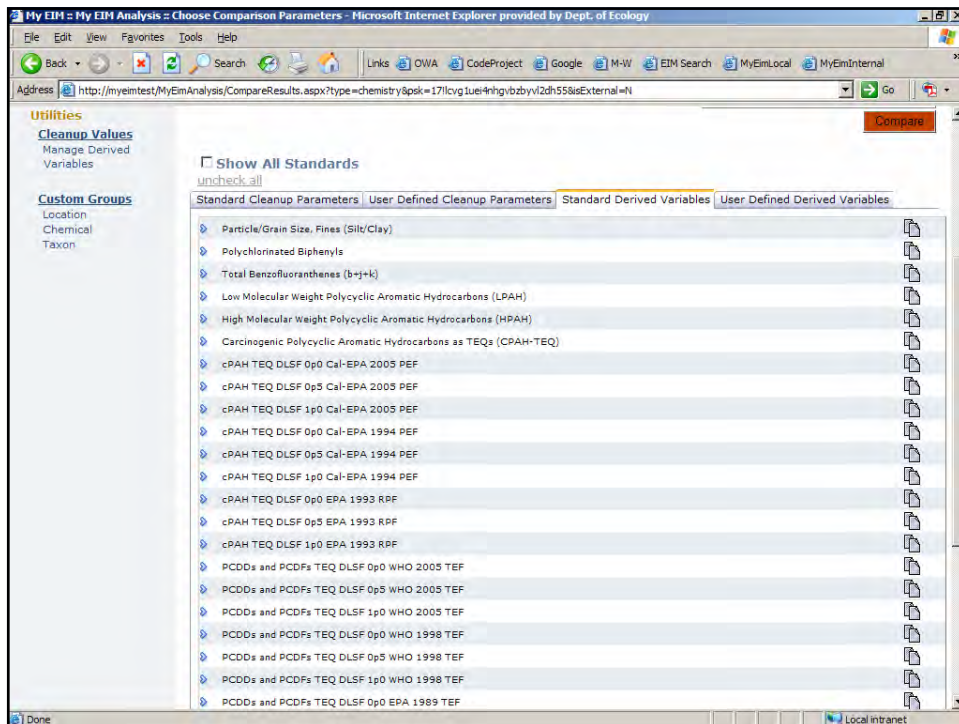 My EIM :: My EIM Analysis :: Choose Comparison Parameters - Microsoft Internet Explorer provided by Dept. of Ecology
File Edit View Favorites Tools Help
Back Search Links OWA CodeProject Google M-W EIM Search MyEimLocal MyEimInternal
Address http://myeimtest/MyEimAnalysis/CompareResults.aspx?type=chemistry&psk=17llcvg1uei4nhgvbzbyvl2dh55&isExternal=N Go
Utilities
Compare
Cleanup Values
Manage Derived
Variables
Show All Standards
uncheck all
Custom Groups
Standard Cleanup Parameters User Defined Cleanup Parameters Standard Derived Variables User Defined Derived Variables
Location
Chemical
Taxon
Particle/Grain Size, Fines (Silt/Clay)
Polychlorinated Biphenyls
Total Benzofluoranthenes (b+j+k)
Low Molecular Weight Polycyclic Aromatic Hydrocarbons (LPAH)
High Molecular Weight Polycyclic Aromatic Hydrocarbons (HPAH)
Carcinogenic Polycyclic Aromatic Hydrocarbons as TEQs (CPAH-TEQ)
cPAH TEQ DLSF 0p0 Cal-EPA 2005 PEF
cPAH TEQ DLSF 0p5 Cal-EPA 2005 PEF
cPAH TEQ DLSF 1p0 Cal-EPA 2005 PEF
cPAH TEQ DLSF 0p0 Cal-EPA 1994 PEF
cPAH TEQ DLSF 0p5 Cal-EPA 1994 PEF
cPAH TEQ DLSF 1p0 Cal-EPA 1994 PEF
cPAH TEQ DLSF 0p0 EPA 1993 RPF
cPAH TEQ DLSF 0p5 EPA 1993 RPF
cPAH TEQ DLSF 1p0 EPA 1993 RPF
PCDDs and PCDFs TEQ DLSF 0p0 WHO 2005 TEF
PCDDs and PCDFs TEQ DLSF 0p5 WHO 2005 TEF
PCDDs and PCDFs TEQ DLSF 1p0 WHO 2005 TEF
PCDDs and PCDFs TEQ DLSF 0p0 WHO 1998 TEF
PCDDs and PCDFs TEQ DLSF 0p5 WHO 1998 TEF
PCDDs and PCDFs TEQ DLSF 1p0 WHO 1998 TEF
PCDDs and PCDFs TEQ DLSF 0p0 EPA 1989 TEF
Done Local intranet